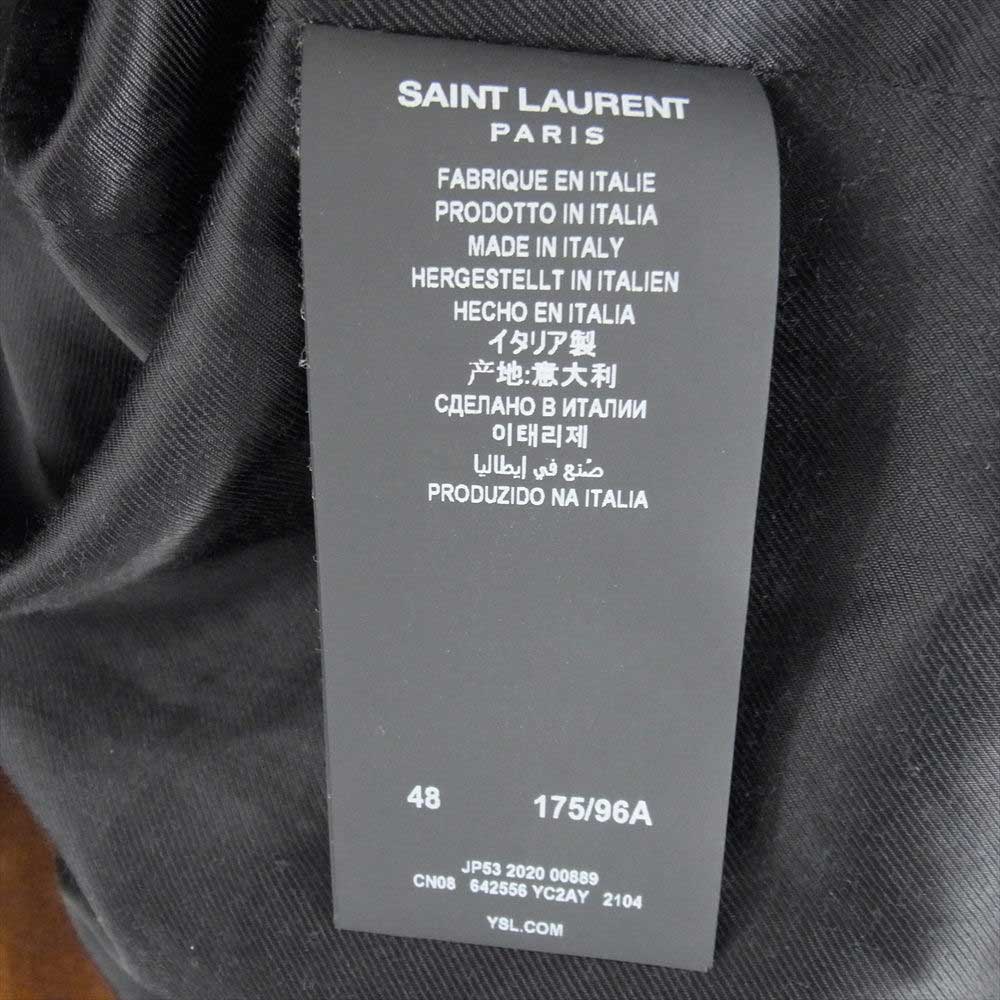 SAINT LAURENT
PARIS
FABRIQUE EN ITALIE
PRODOTTO IN ITALIA
MADE IN ITALY
HERGESTELLT IN ITALIEN
HECHO EN ITALIA
イタリア製
产地:意大利
СДЕЛАНО В ИТАЛИИ
이태리제
صُنع في إيطاليا
PRODUZIDO NA ITALIA
48 175/96A
JP53 2020 00889
CN08 642556 YC2AY 2104
YSL.COM